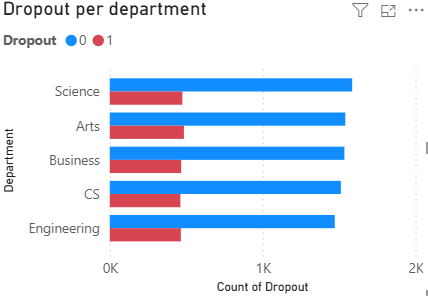 Dropout per department
Dropout 0 1
Department
Science
Arts
Business
CS
Engineering
0K 1K 2K
Count of Dropout